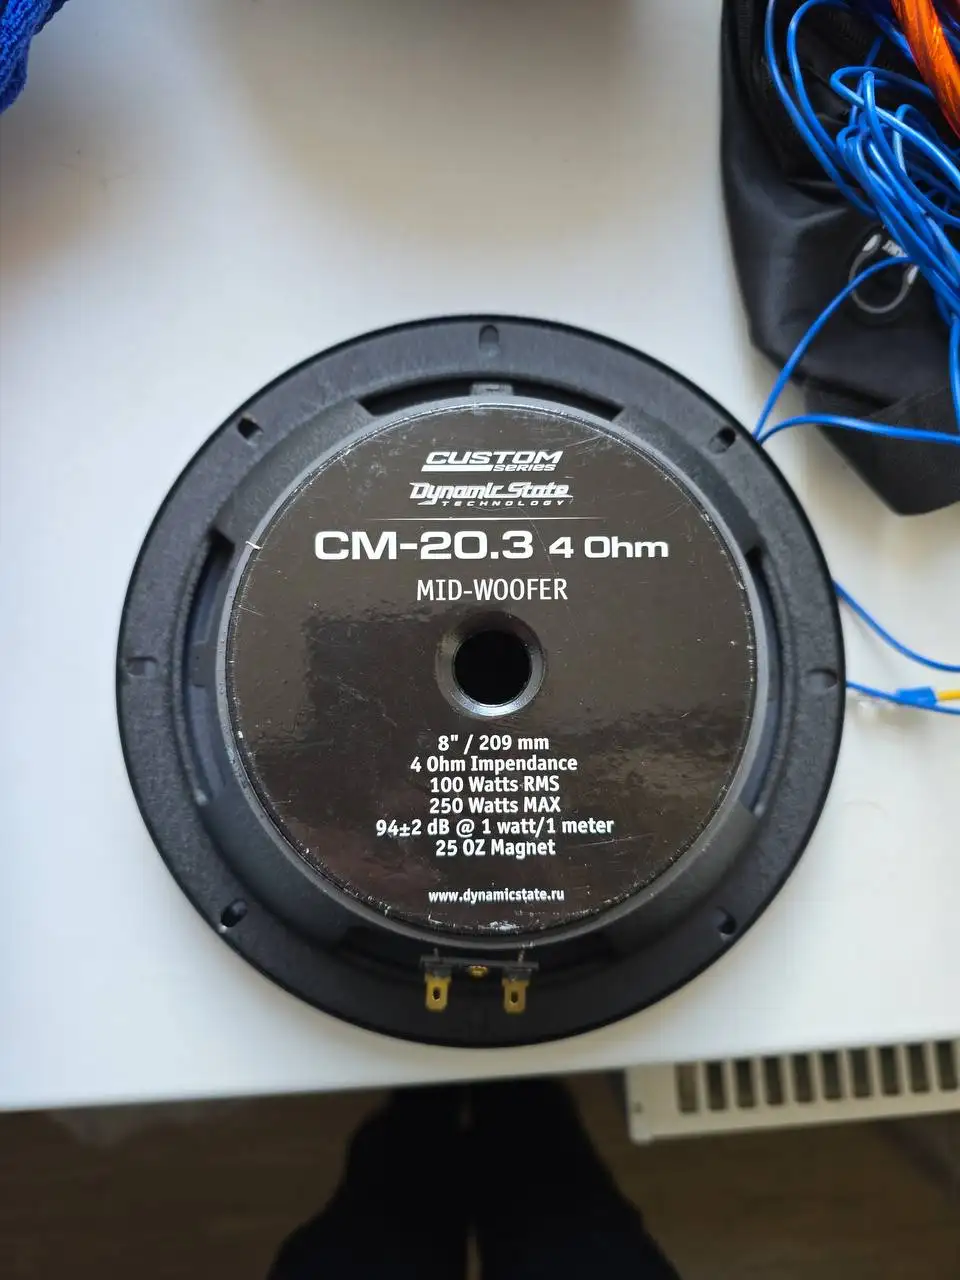 CUSTOM
SERIES
Dynamic State
TECHNOLOGY
CM-20.3 4 Ohm
MID-WOOFER
8" / 209 mm
4 Ohm Impendance
100 Watts RMS
250 Watts MAX
94±2 dB @ 1 watt/1 meter
25 OZ Magnet
www.dynamicstate.ru